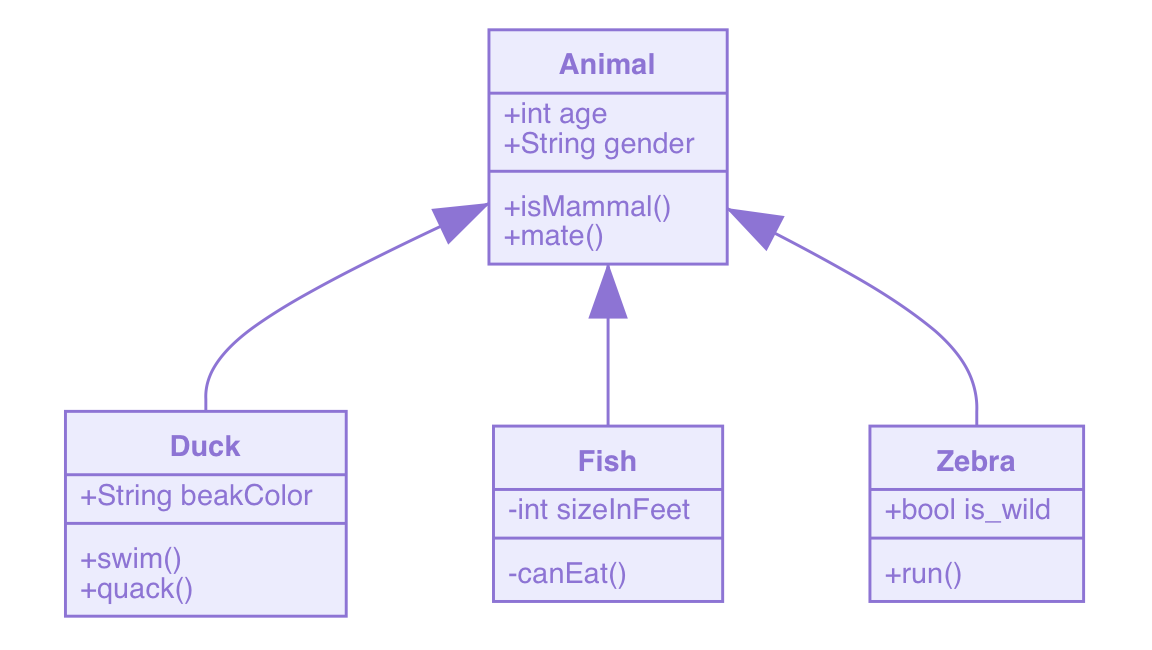 Animal
+int age
+String gender
+isMammal()
+mate()
Duck
+String beakColor
+swim()
+quack()
Fish
-int sizeInFeet
-canEat()
Zebra
+bool is_wild
+run()